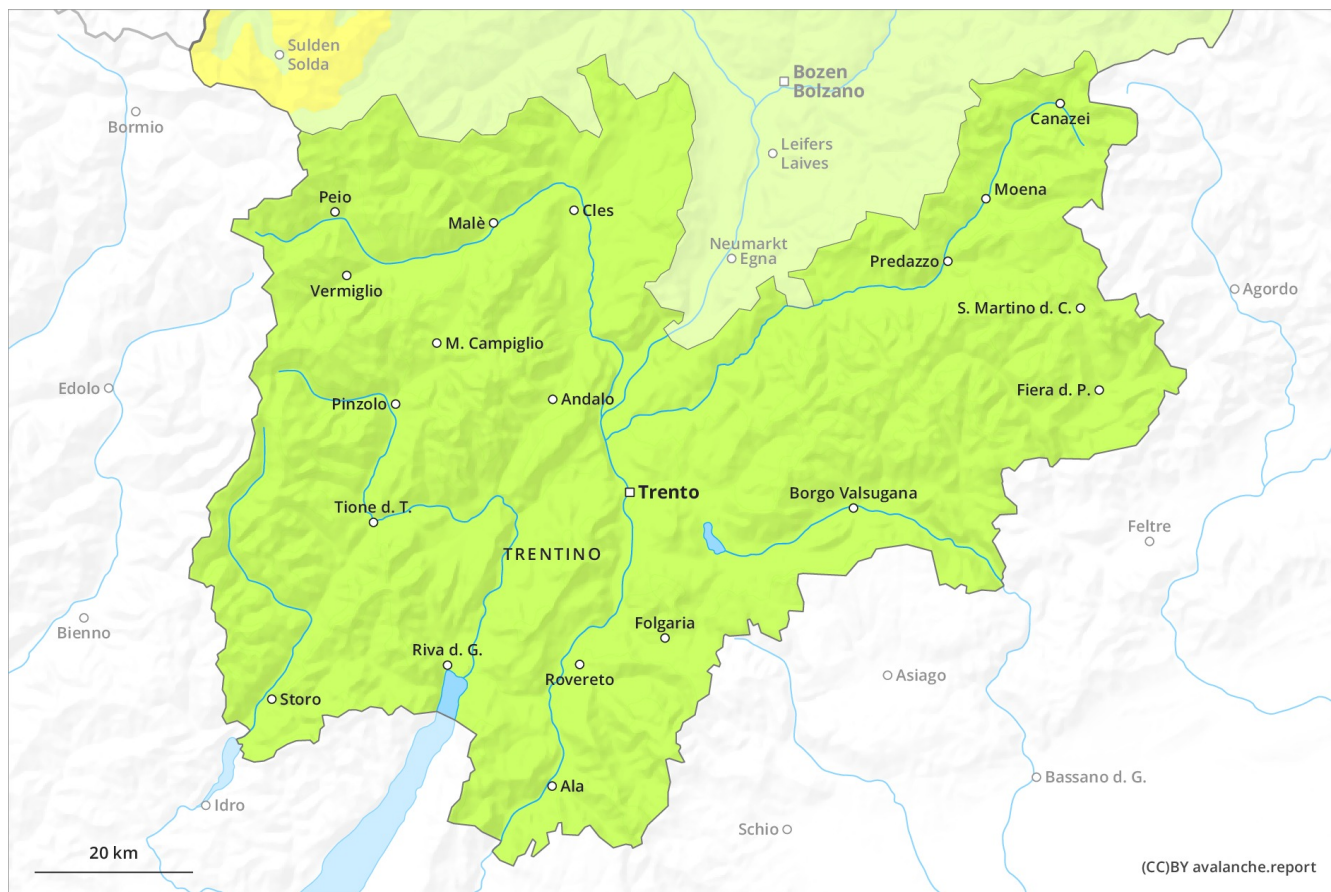 Sulden
Solda
Bozen
Bolzano
Bormio
Canazei
Leifers
Laives
Peio
Malè
Cles
Moena
Neumarkt
Egna
Predazzo
Vermiglio
Agordo
S. Martino d. C.
M. Campiglio
Edolo
Pinzolo
Andalo
Fiera d. P.
Trento
Borgo Valsugana
Tione d. T.
Feltre
TRENTINO
Bienno
Folgaria
Riva d. G.
Rovereto
Asiago
Storo
Bassano d. G.
Ala
Idro
Schio
20 km
(CC)BY avalanche.report